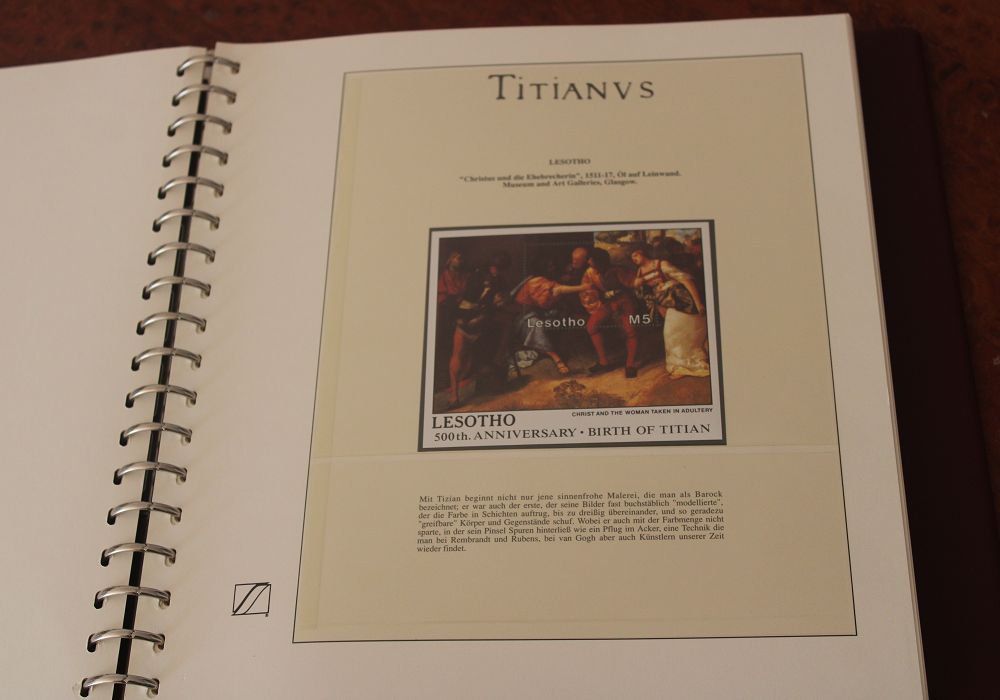 TITIANVS
LESOTHO
"Christus und die Ehebrecherin", 1511-17, Öl auf Leinwand.
Museum and Art Galleries, Glasgow.
Lesotho M5
CHRIST AND THE WOMAN TAKEN IN ADULTERY
LESOTHO
500th. ANNIVERSARY • BIRTH OF TITIAN
Mit Tizian beginnt nicht nur jene sinnenfrohe Malerei, die man als Barock
bezeichnet; er war auch der erste, der seine Bilder fast buchstäblich "modellierte",
der die Farbe in Schichten auftrug, bis zu dreißig übereinander, und so geradezu
"greifbare" Körper und Gegenstände schuf. Wobei er auch mit der Farbmenge nicht
sparte, in der sein Pinsel Spuren hinterließ wie ein Pflug im Acker, eine Technik die
man bei Rembrandt und Rubens, bei van Gogh aber auch Künstlern unserer Zeit
wieder findet.